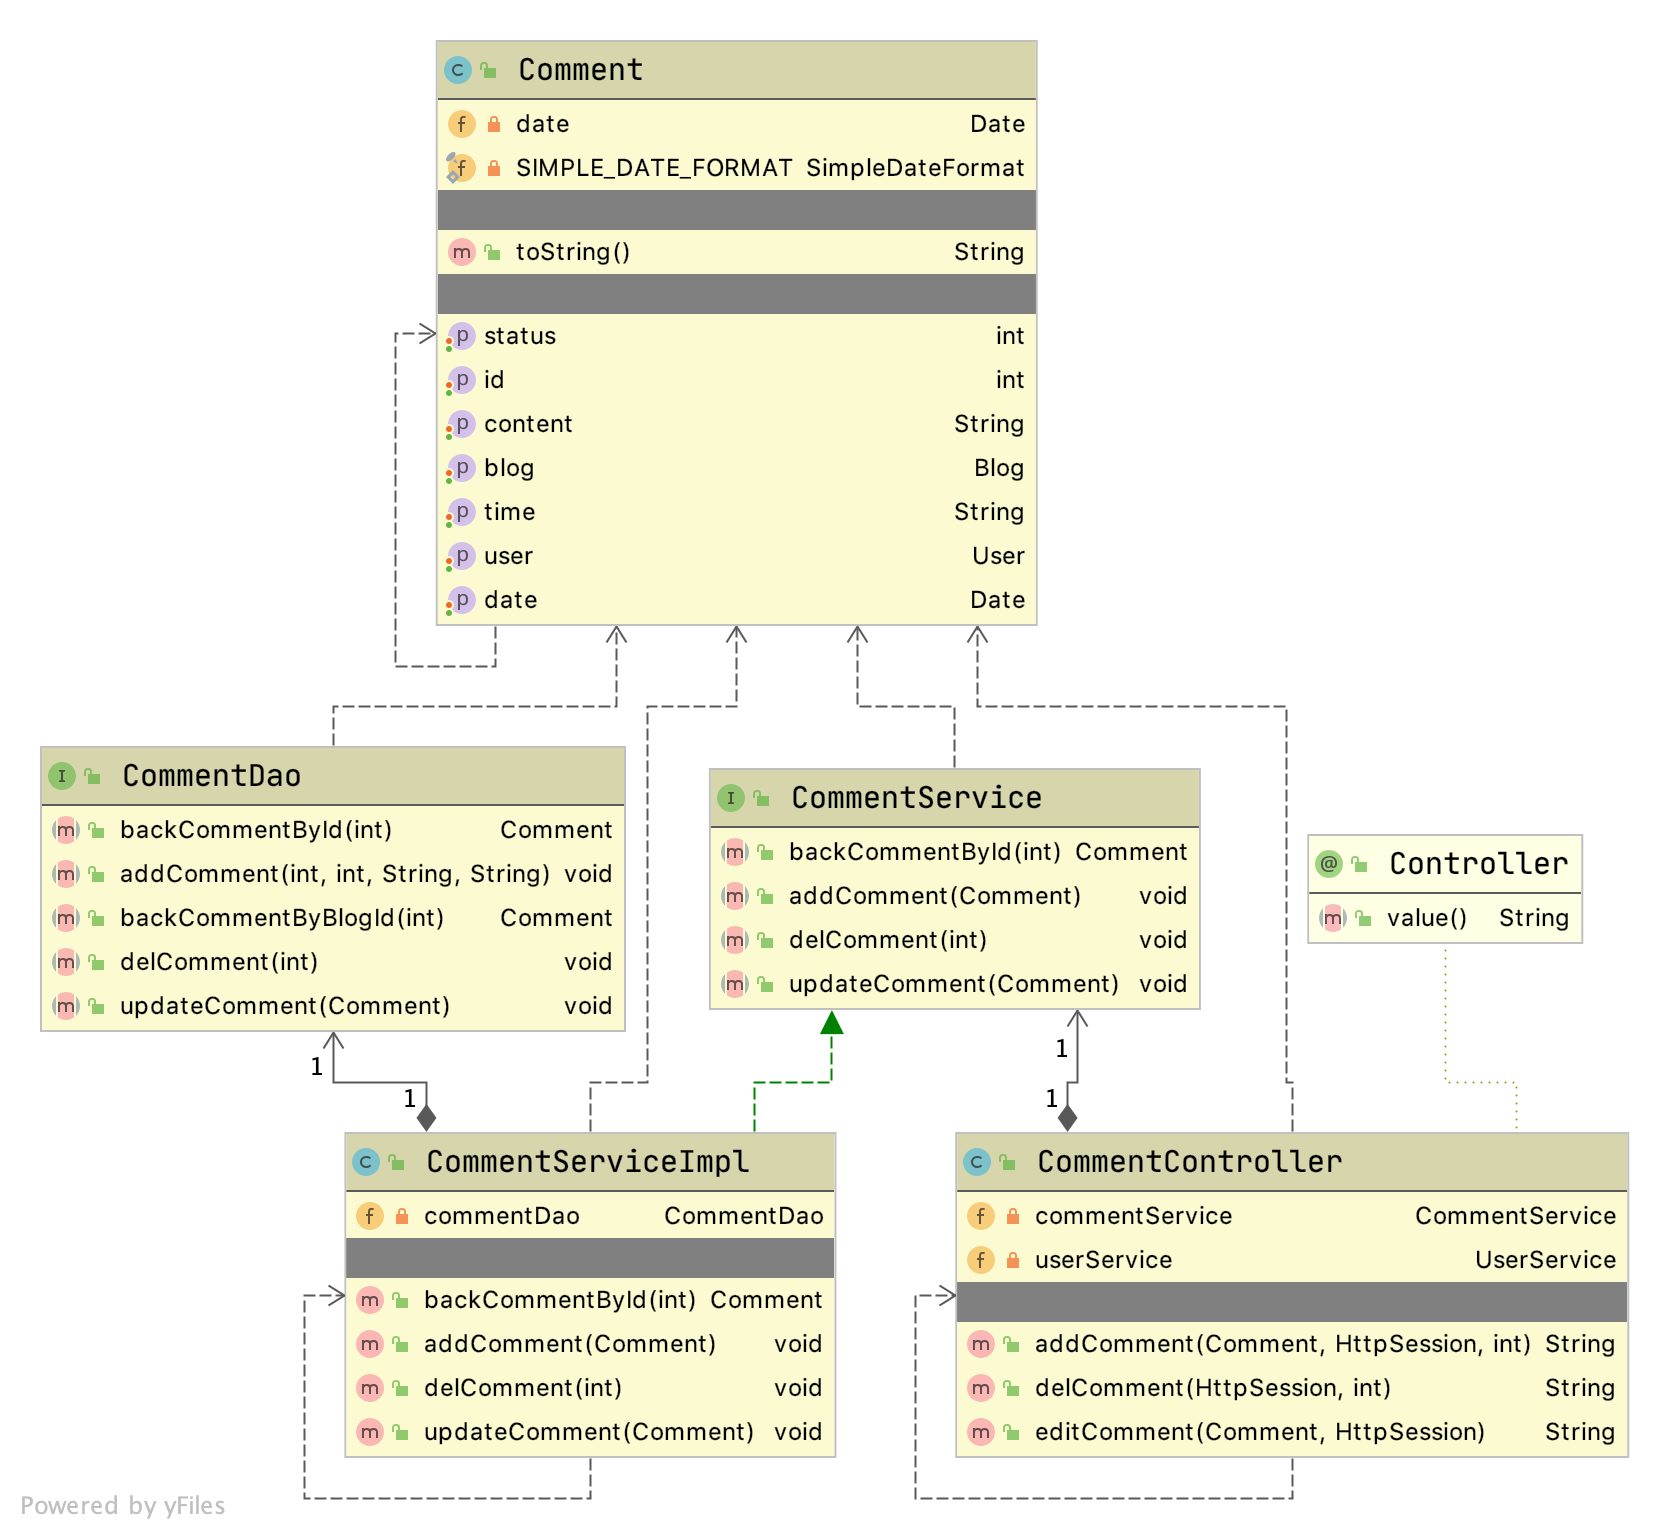 C Comment
f date Date
f SIMPLE_DATE_FORMAT SimpleDateFormat
m toString() String
p status int
p id int
p content String
p blog Blog
p time String
p user User
p date Date
I CommentDao
m backCommentById(int) Comment
m addComment(int, int, String, String) void
m backCommentByBlogId(int) Comment
m delComment(int) void
m updateComment(Comment) void
I CommentService
m backCommentById(int) Comment
m addComment(Comment) void
m delComment(int) void
m updateComment(Comment) void
@ Controller
m value() String
1
1
1
1
C CommentServiceImpl
f commentDao CommentDao
m backCommentById(int) Comment
m addComment(Comment) void
m delComment(int) void
m updateComment(Comment) void
C CommentController
f commentService CommentService
f userService UserService
m addComment(Comment, HttpSession, int) String
m delComment(HttpSession, int) String
m editComment(Comment, HttpSession) String
Powered by yFiles